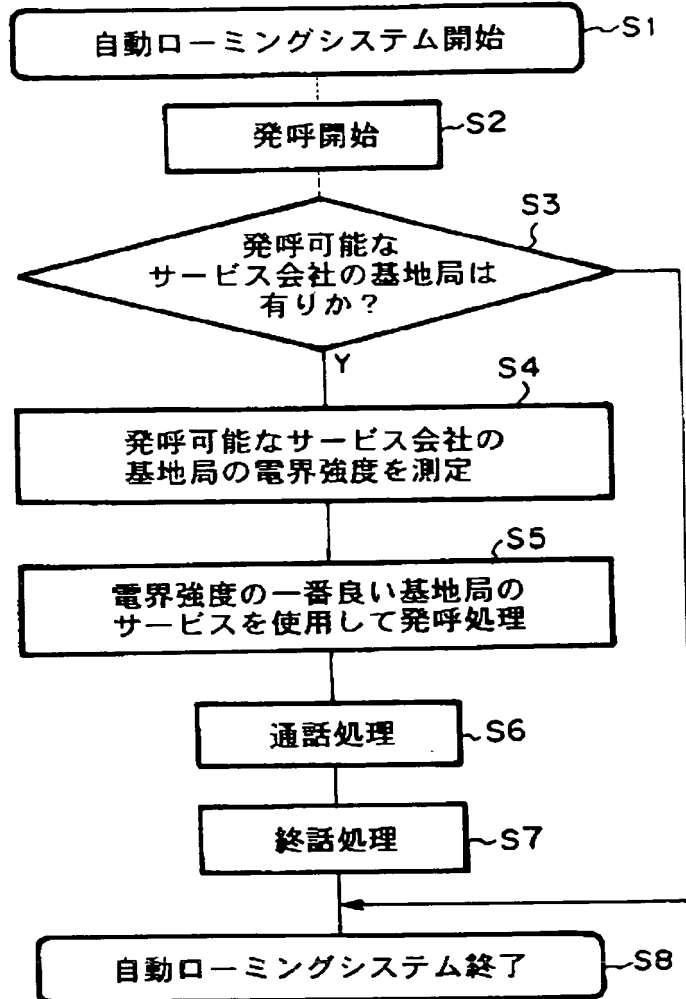 自動ローミングシステム開始
S1
発呼開始
S2
S3
発呼可能な
サービス会社の基地局は
有りか？
Y
S4
発呼可能なサービス会社の
基地局の電界強度を測定
S5
電界強度の一番良い基地局の
サービスを使用して発呼処理
通話処理
S6
終話処理
S7
自動ローミングシステム終了
S8